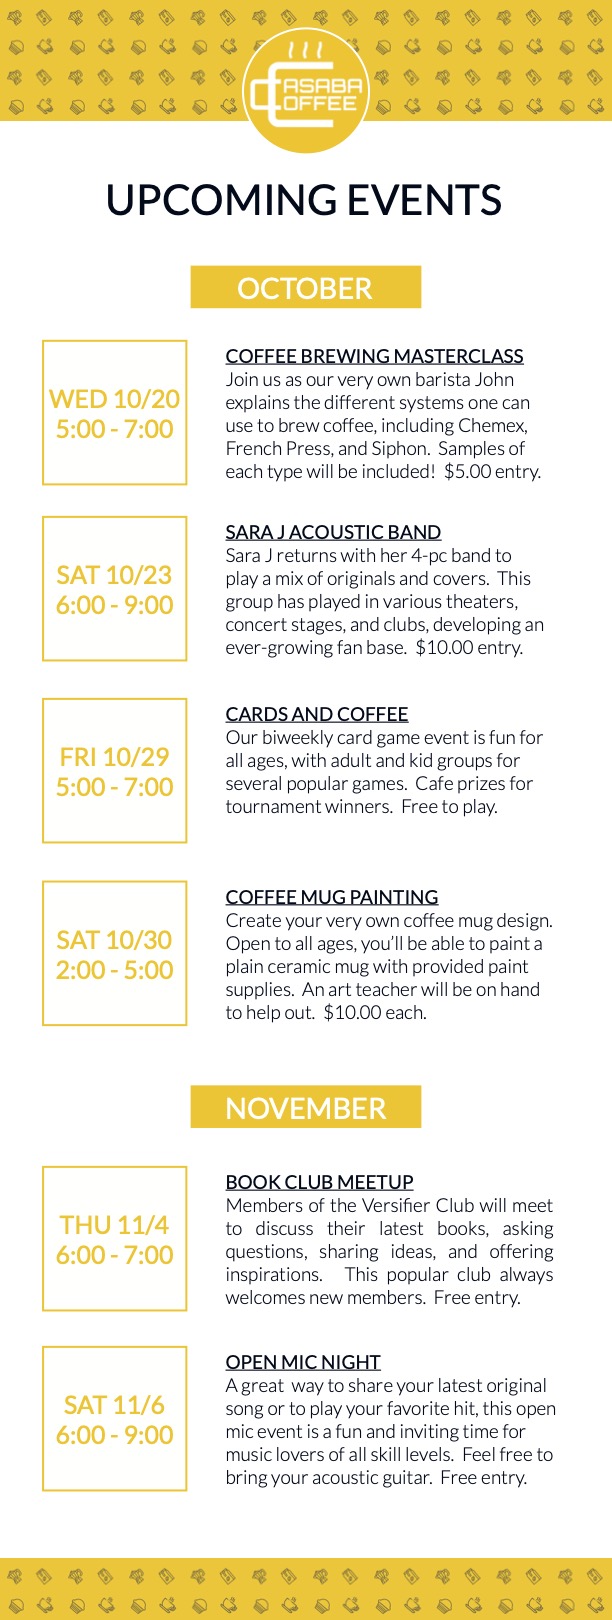 CASABA
COFFEE
UPCOMING EVENTS
OCTOBER
WED 10/20
5:00 - 7:00
COFFEE BREWING MASTERCLASS
Join us as our very own barista John
explains the different systems one can
use to brew coffee, including Chemex,
French Press, and Siphon.  Samples of
each type will be included!  $5.00 entry.
SAT 10/23
6:00 - 9:00
SARA J ACOUSTIC BAND
Sara J returns with her 4-pc band to
play a mix of originals and covers.  This
group has played in various theaters,
concert stages, and clubs, developing an
ever-growing fan base.  $10.00 entry.
FRI 10/29
5:00 - 7:00
CARDS AND COFFEE
Our biweekly card game event is fun for
all ages, with adult and kid groups for
several popular games.  Cafe prizes for
tournament winners.  Free to play.
SAT 10/30
2:00 - 5:00
COFFEE MUG PAINTING
Create your very own coffee mug design.
Open to all ages, you'll be able to paint a
plain ceramic mug with provided paint
supplies.  An art teacher will be on hand
to help out.  $10.00 each.
NOVEMBER
THU 11/4
6:00 - 7:00
BOOK CLUB MEETUP
Members of the Versifier Club will meet
to discuss their latest books, asking
questions, sharing ideas, and offering
inspirations.  This popular club always
welcomes new members.  Free entry.
SAT 11/6
6:00 - 9:00
OPEN MIC NIGHT
A great  way to share your latest original
song or to play your favorite hit, this open
mic event is a fun and inviting time for
music lovers of all skill levels.  Feel free to
bring your acoustic guitar.  Free entry.